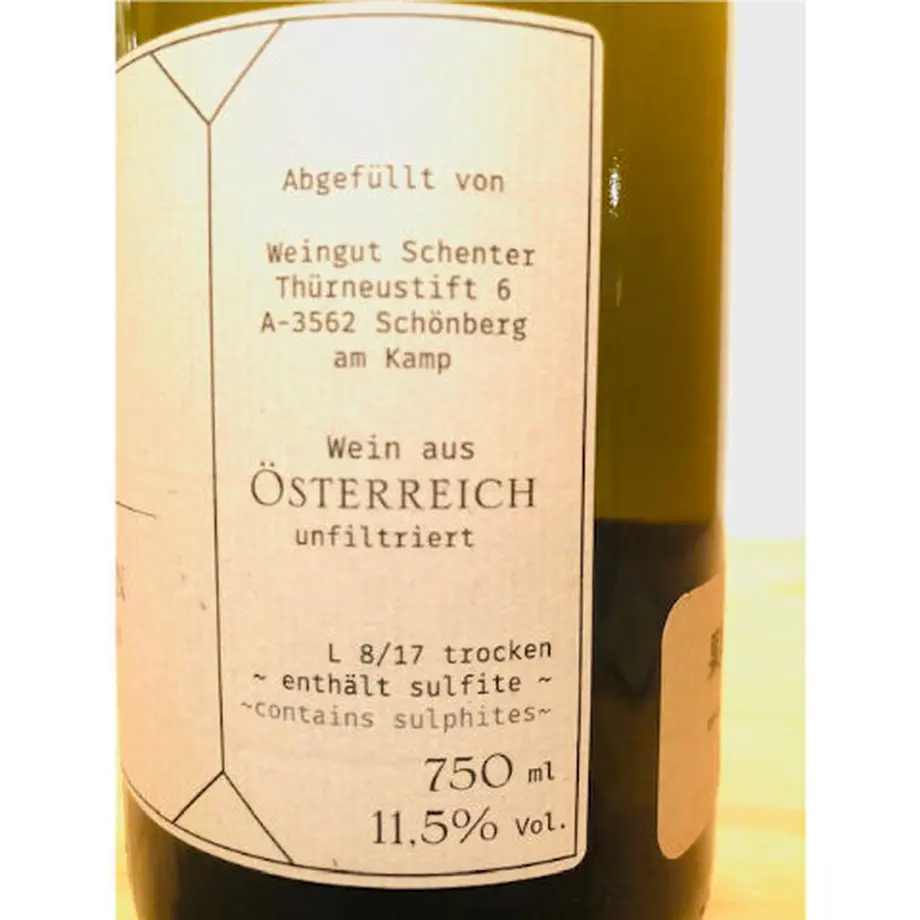 Abgefüllt von
Weingut Schenter
Thürneustift 6
A-3562 Schönberg
am Kamp
Wein aus
ÖSTERREICH
unfiltriert
L 8/17 trocken
~ enthält sulfite ~
~contains sulphites~
750 ml
11,5% Vol.